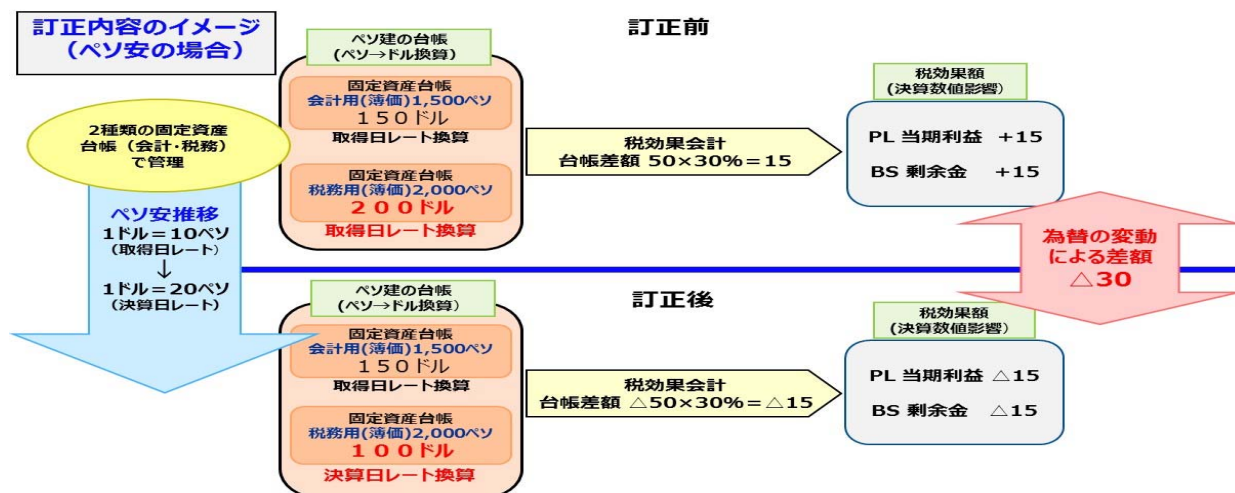 訂正内容のイメージ
(ペソ安の場合)
2種類の固定資産
台帳(会計・税務)
で管理
ペソ安推移
1ドル=10ペソ
(取得日レート)
↓
1ドル=20ペソ
(決算日レート)
訂正前
ペソ建の台帳
(ペソ→ドル換算)
固定資産台帳
会計用(簿価)1,500ペソ
150ドル
取得日レート換算
固定資産台帳
税務用(簿価)2,000ペソ
200ドル
取得日レート換算
税効果会計
台帳差額 50×30%=15
税効果額
(決算数値影響)
PL 当期利益 +15
BS 剰余金 +15
為替の変動
による差額
△30
訂正後
ペソ建の台帳
(ペソ→ドル換算)
固定資産台帳
会計用(簿価)1,500ペソ
150ドル
取得日レート換算
固定資産台帳
税務用(簿価)2,000ペソ
100ドル
決算日レート換算
税効果会計
台帳差額 △50×30%=△15
税効果額
(決算数値影響)
PL 当期利益 △15
BS 剰余金 △15